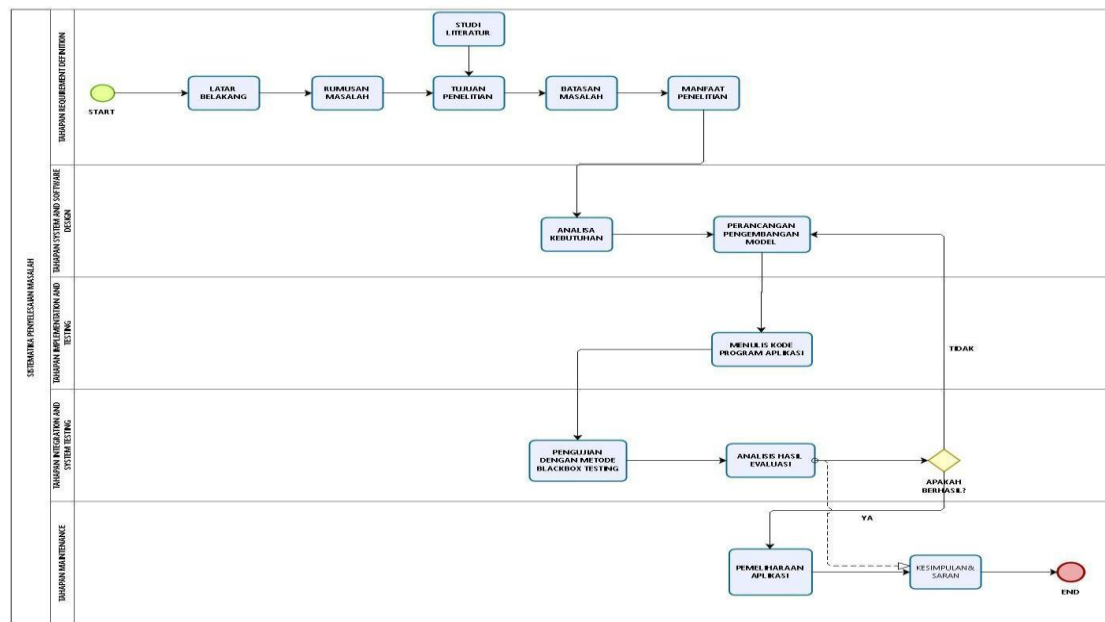 SISTEMATIKA PENYELESAIAN MASALAH
TAHAPAN REQUIREMENT DEFINITION
STUDI
LITERATUR
START
LATAR
BELAKANG
RUMUSAN
MASALAH
TUJUAN
PENELITIAN
BATASAN
MASALAH
MANFAAT
PENELITIAN
TAHAPAN SYSTEM AND SOFTWARE
DESIGN
ANALISA
KEBUTUHAN
PERANCANGAN
PENGEMBANGAN
MODEL
TAHAPAN IMPLEMENTATION AND
TESTING
MENULIS KODE
PROGRAM APLIKASI
TIDAK
TAHAPAN INTEGRATION AND
SYSTEM TESTING
PENGUJIAN
DENGAN METODE
BLACKBOX TESTING
ANALISIS HASIL
EVALUASI
APAKAH
BERHASIL?
YA
TAHAPAN MAINTENANCE
PEMELIHARAAN
APLIKASI
KESIMPULAN &
SARAN
END